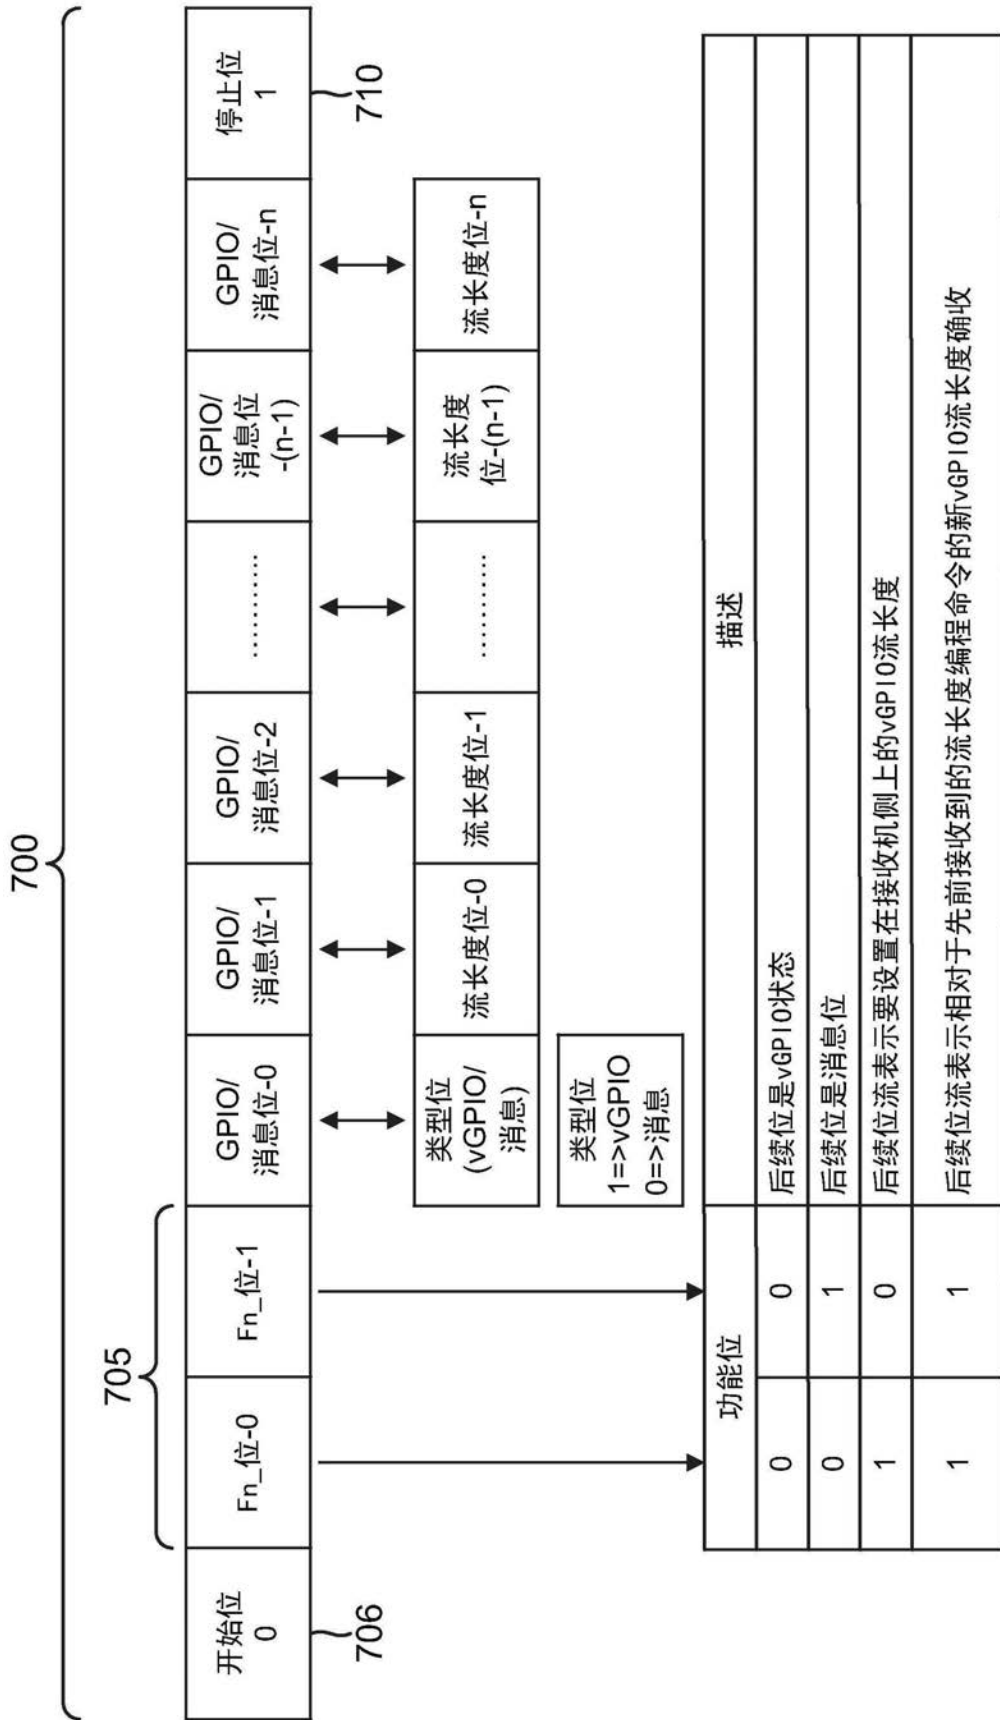 700
705
开始位
0
Fn_位-0
Fn_位-1
GPIO/
消息位-0
GPIO/
消息位-1
GPIO/
消息位-2
…………
GPIO/
消息位
-(n-1)
GPIO/
消息位-n
停止位
1
706
710
类型位
(vGPIO/
消息)
流长度位-0
流长度位-1
…………
流长度
位-(n-1)
流长度位-n
类型位
1=>vGPIO
0=>消息
功能位 描述
0 0 后续位是vGPIO状态
0 1 后续位是消息位
1 0 后续位流表示要设置在接收机侧上的vGPIO流长度
1 1 后续位流表示相对于先前接收到的流长度编程命令的新vGPIO流长度确收